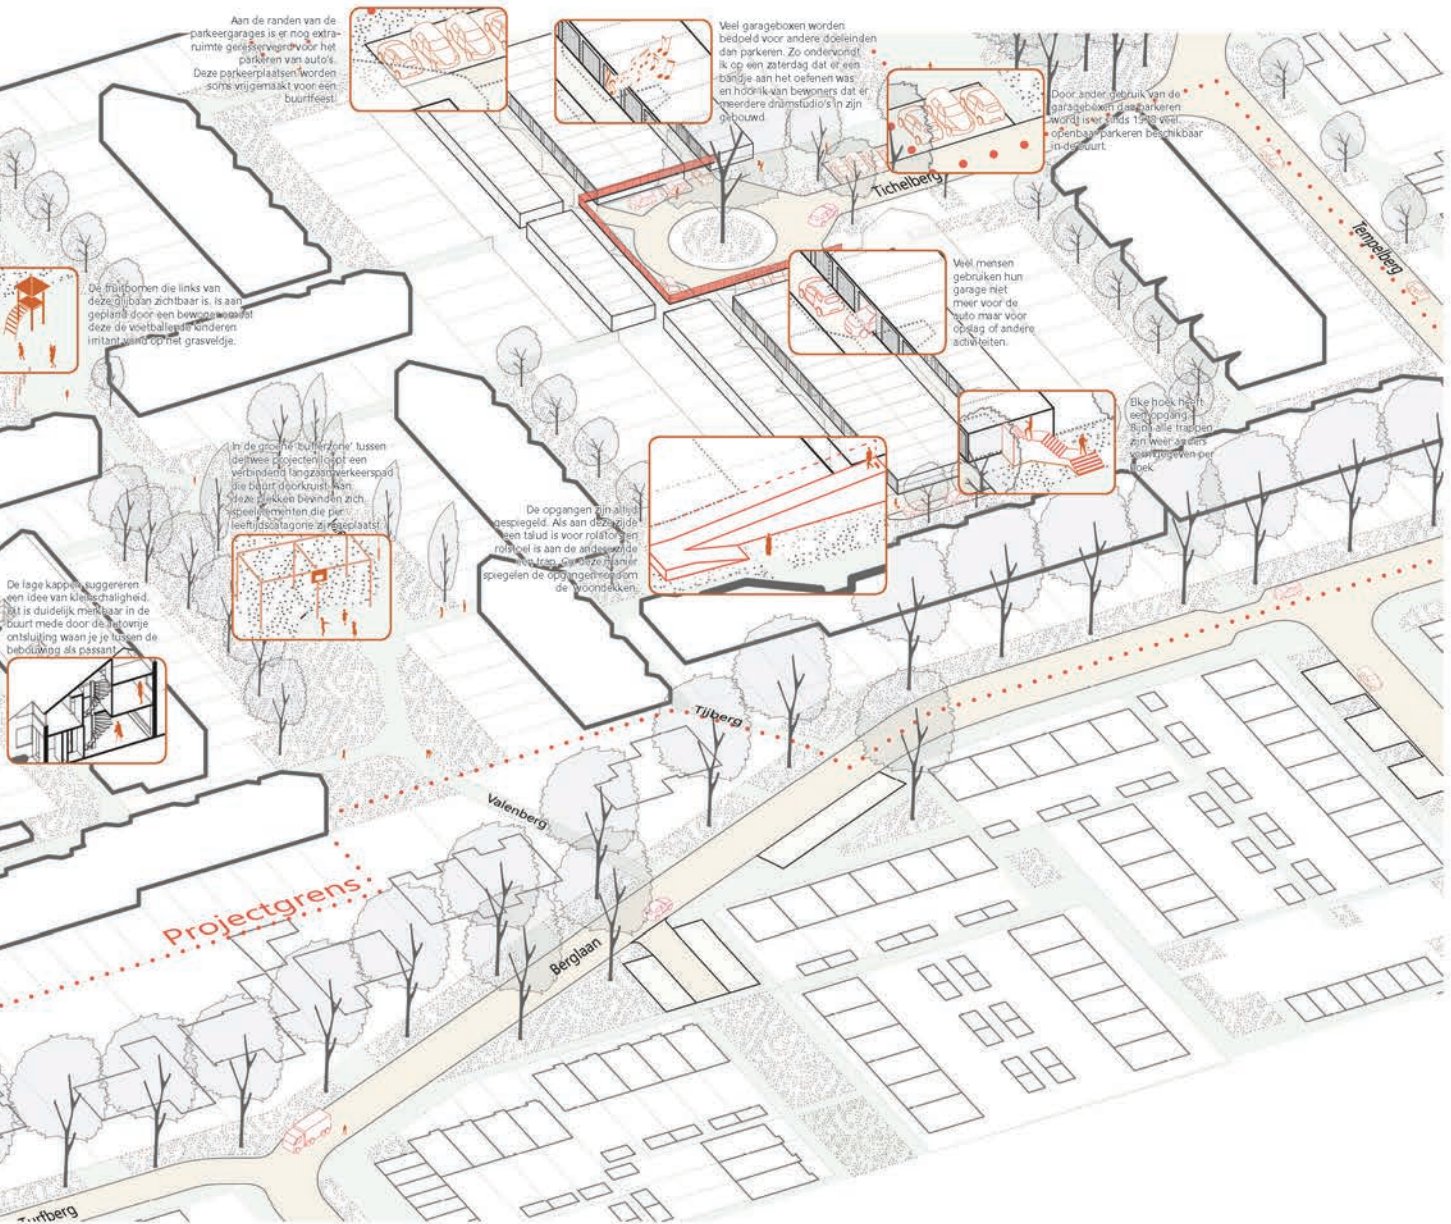 Aan de randen van de
parkeergarages is er nog extra-
ruimte geresserveerd voor het
parkeren van auto's.
Deze parkeerplaatsen worden
soms vrijgemaakt voor een
buurtfeest.
Veel garageboxen worden
bedoeld voor andere doeleinden
dan parkeren. Zo ondervondt
ik op een zaterdag dat er een
bandje aan het oefenen was
en hoor ik van bewoners dat er
meerdere drumstudio's in zijn
gebouwd.
Door ander gebruik van de
garageboxen dan parkeren
wordt is er sinds veel
openbaar parkeren beschikbaar
in de buurt.
Tichelberg
Tempelberg
De fruitbomen die links van
deze glijbaan zichtbaar is. Is aan
gepland door een bewoner omdat
deze de voetballende kinderen
irritant vond op het grasveldje.
Veel mensen
gebruiken hun
garage niet
meer voor de
auto maar voor
opslag of andere
activiteiten.
Elke hoek heeft
een opgang.
Bijna alle trappen
zijn weer anders
vormgegeven per
hoek.
In de groene 'bufferzone' tussen
de twee projecten loopt een
verbindend langzaamverkeerspad
die buurt doorkruist. Aan
deze plekken bevinden zich
speelelementen die per
leeftijdscatagorie zijn geplaatst.
De opgangen zijn altijd
gespiegeld. Als aan deze zijde
een talud is voor rolators en
rolstoel is aan de andere zijde
een trap. Op deze manier
spiegelen de opgangen rondom
de 'woondekken.
De lage kappen suggereren
een idee van kleinschaligheid.
Dit is duidelijk merkbaar in de
buurt mede door de autovrije
ontsluiting waan je je tussen de
bebouwing als passant.
Tijberg
Valenberg
Projectgrens
Berglaan
Turfberg